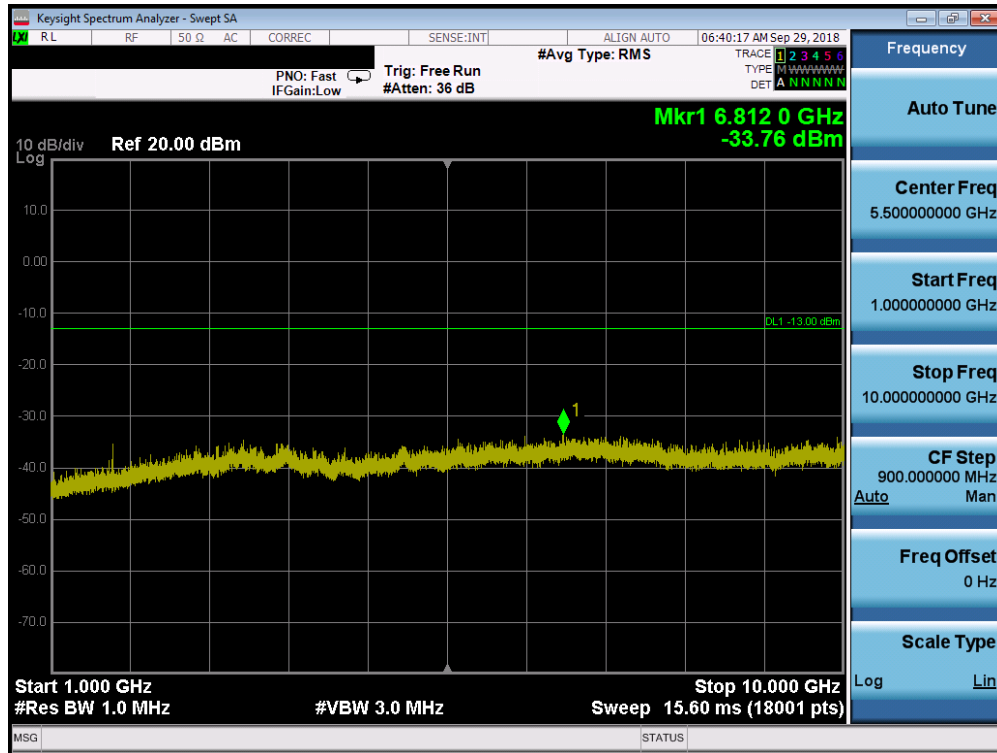 Keysight Spectrum Analyzer - Swept SA
LXI RL RF 50 Ω AC CORREC SENSE:INT ALIGN AUTO 06:40:17 AM Sep 29, 2018
#Avg Type: RMS TRACE 1 2 3 4 5 6
PNO: Fast Trig: Free Run TYPE M WWWWW
IFGain:Low #Atten: 36 dB DET A N N N N N
Mkr1 6.812 0 GHz
-33.76 dBm
10 dB/div Ref 20.00 dBm
Log
10.0
0.00
-10.0
DL1 -13.00 dBm
-20.0
-30.0
1
-40.0
-50.0
-60.0
-70.0
Start 1.000 GHz Stop 10.000 GHz
#Res BW 1.0 MHz #VBW 3.0 MHz Sweep 15.60 ms (18001 pts)
MSG STATUS
Frequency
Auto Tune
Center Freq
5.500000000 GHz
Start Freq
1.000000000 GHz
Stop Freq
10.000000000 GHz
CF Step
900.000000 MHz
Auto Man
Freq Offset
0 Hz
Scale Type
Log Lin